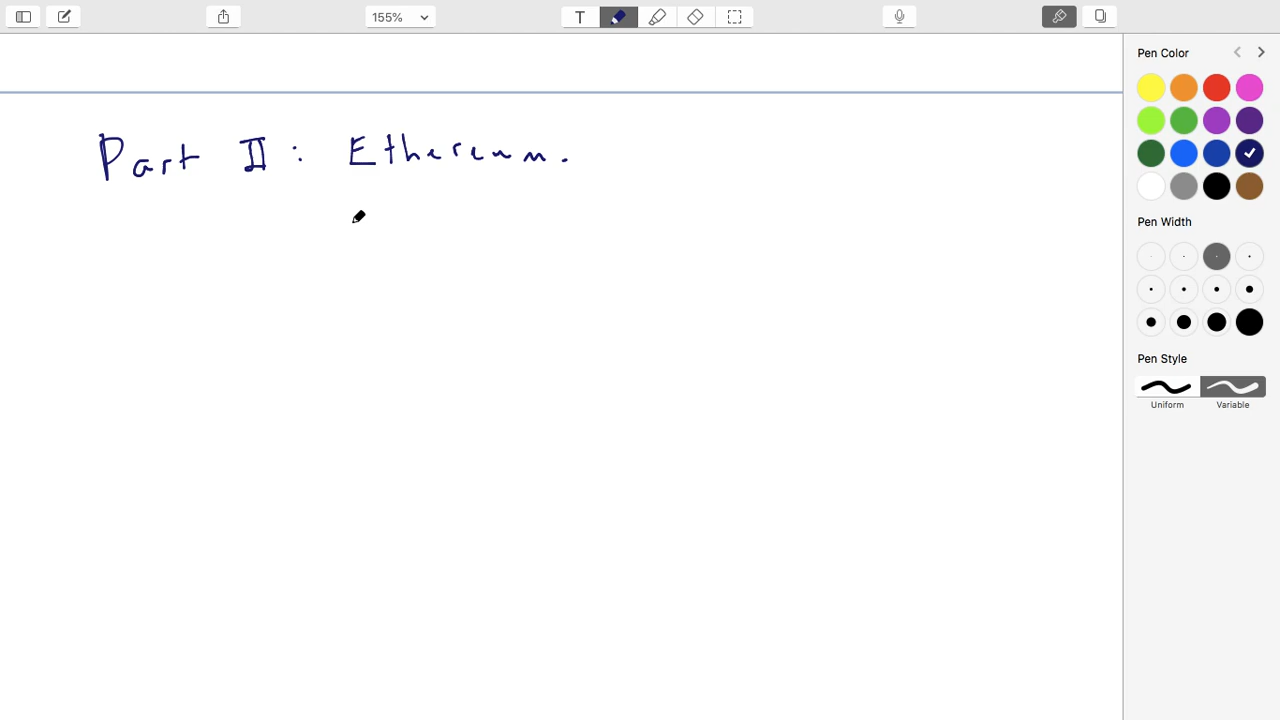 155%
T
Pen Color
Part II: Ethereum.
Pen Width
Pen Style
Uniform
Variable